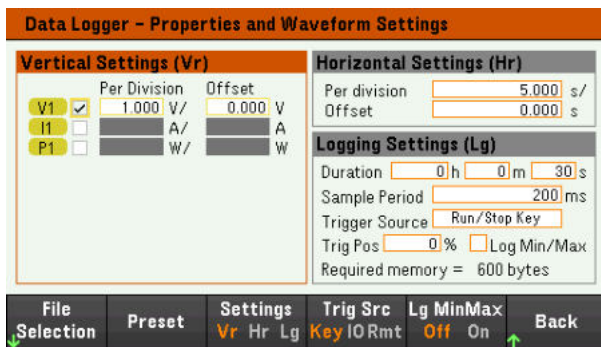 Data Logger - Properties and Waveform Settings
Vertical Settings (Vr)
Per Division Offset
V1 1.000 V/ 0.000 V
I1 A/ A
P1 W/ W
Horizontal Settings (Hr)
Per division 5.000 s/
Offset 0.000 s
Logging Settings (Lg)
Duration 0 h 0 m 30 s
Sample Period 200 ms
Trigger Source Run/Stop Key
Trig Pos 0 % Log Min/Max
Required memory = 600 bytes
File Selection
Preset
Settings
Vr Hr Lg
Trig Src
Key IO Rmt
Lg MinMax
Off On
Back